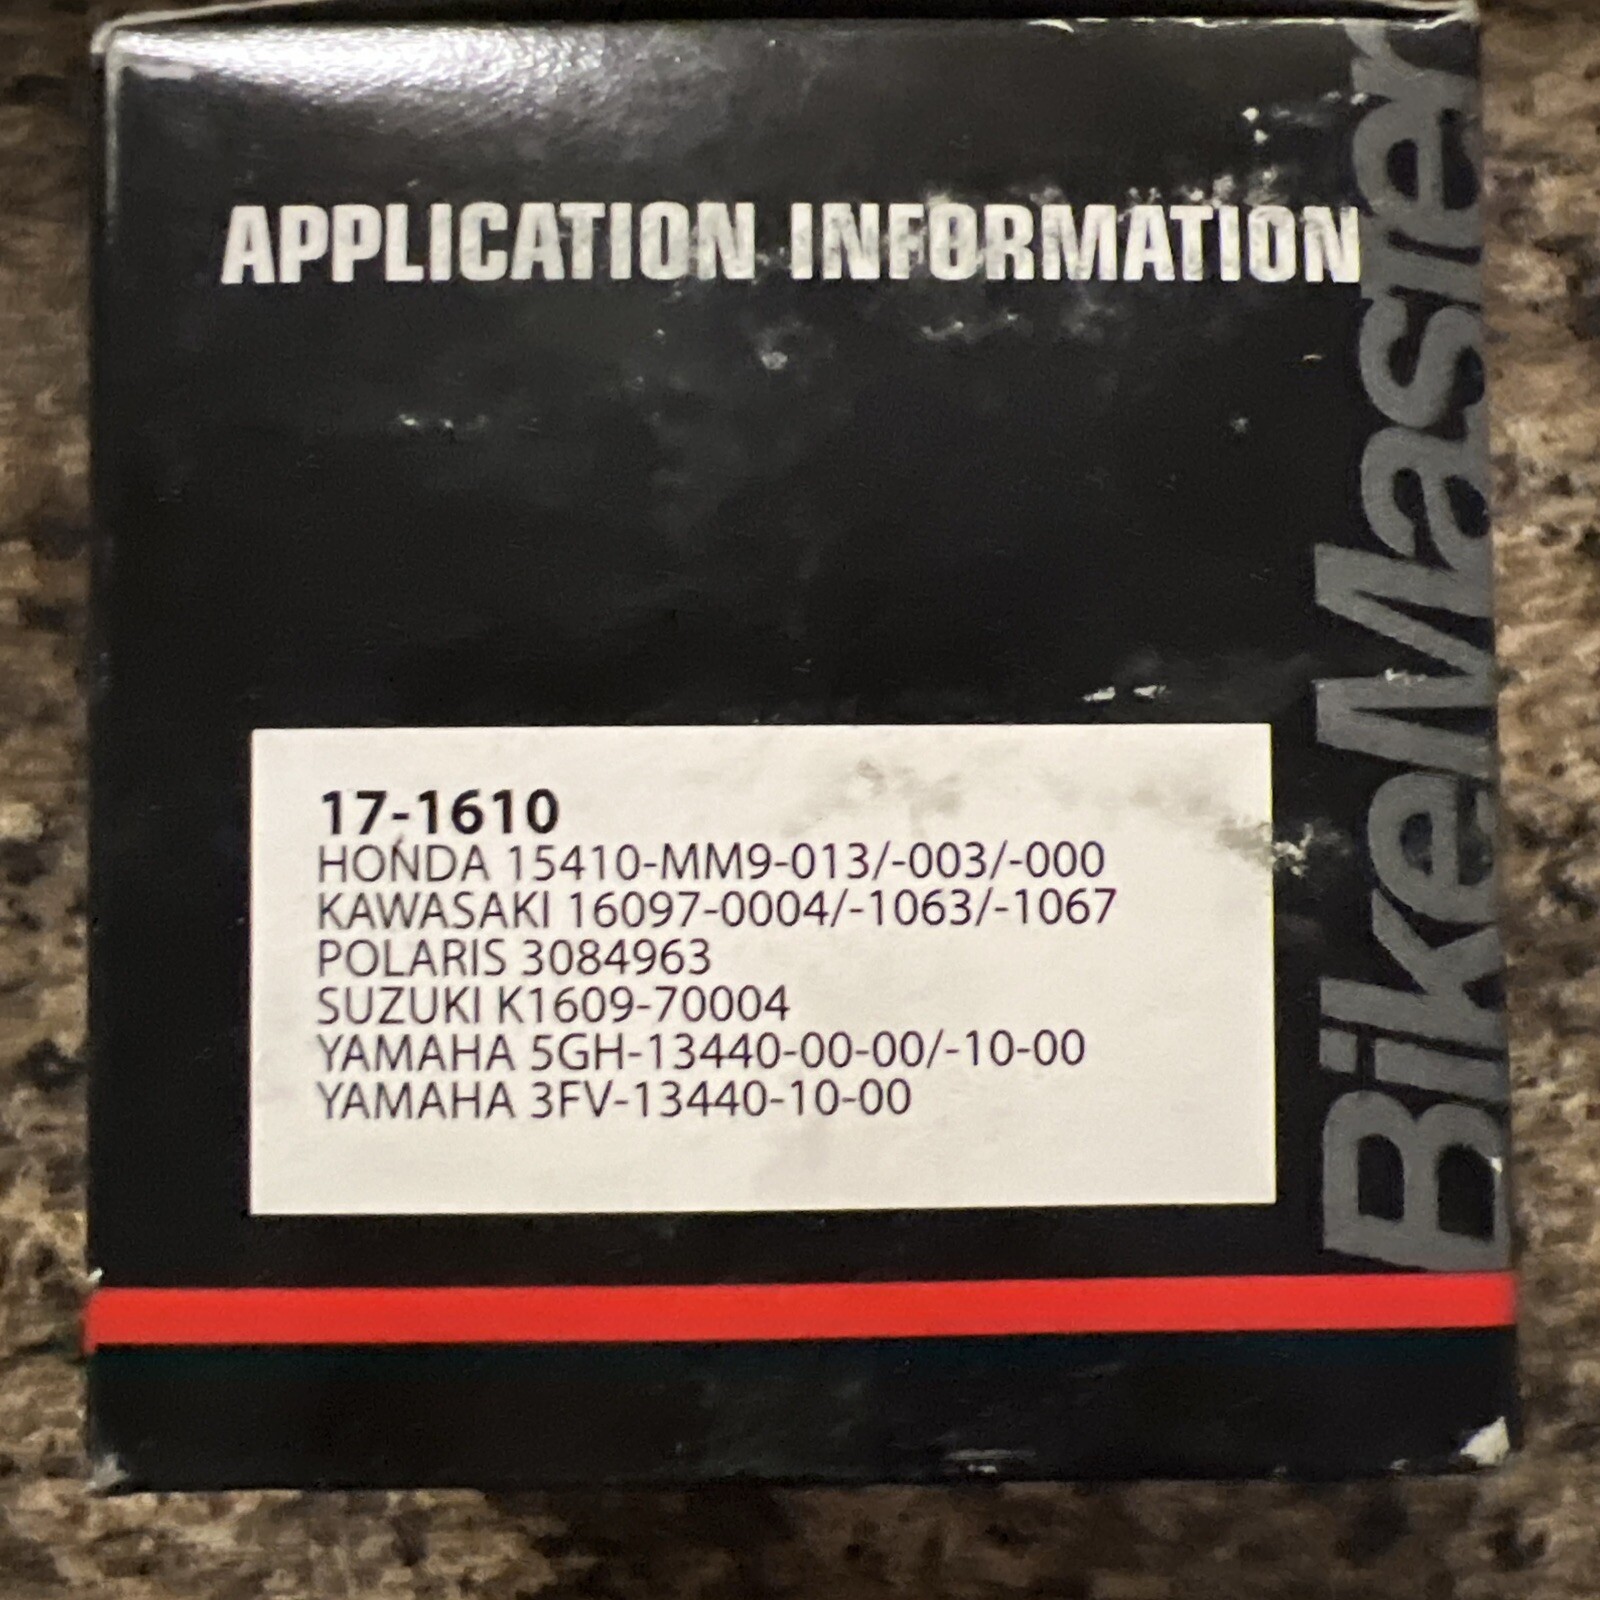 APPLICATION INFORMATION
17-1610
HONDA 15410-MM9-013/-003/-000
KAWASAKI 16097-0004/-1063/-1067
POLARIS 3084963
SUZUKI K1609-70004
YAMAHA 5GH-13440-00-00/-10-00
YAMAHA 3FV-13440-10-00
BikeMaster